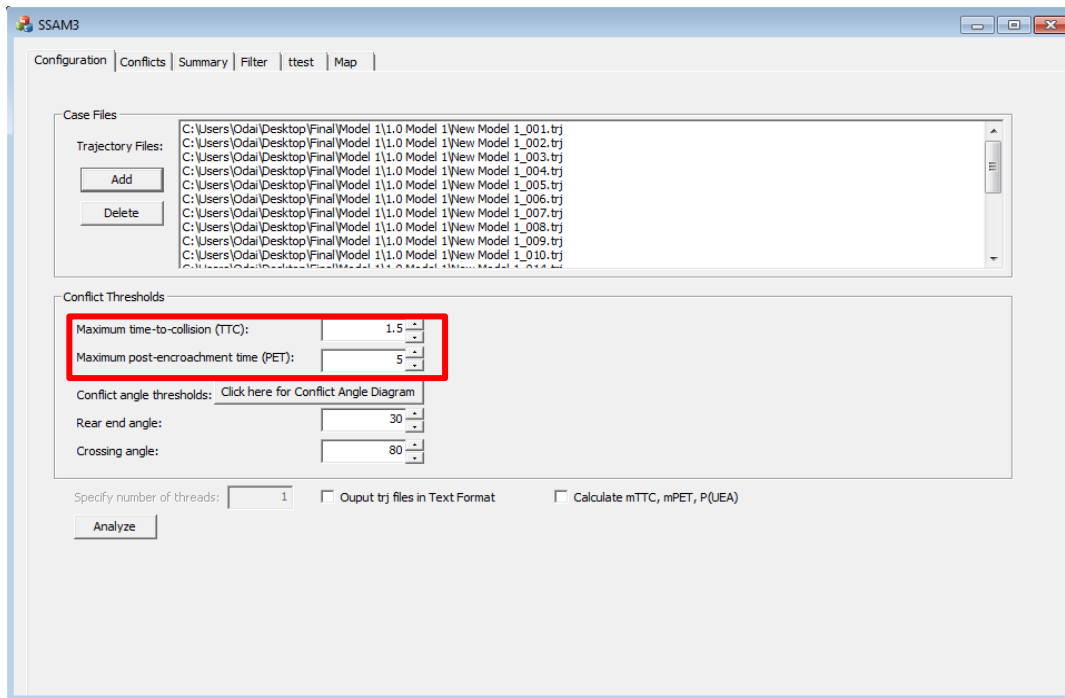 SSAM3
Configuration Conflicts Summary Filter ttest Map
Case Files
Trajectory Files:
Add
Delete
C:\Users\Odai\Desktop\Final\Model 1\1.0 Model 1\New Model 1_001.trj
C:\Users\Odai\Desktop\Final\Model 1\1.0 Model 1\New Model 1_002.trj
C:\Users\Odai\Desktop\Final\Model 1\1.0 Model 1\New Model 1_003.trj
C:\Users\Odai\Desktop\Final\Model 1\1.0 Model 1\New Model 1_004.trj
C:\Users\Odai\Desktop\Final\Model 1\1.0 Model 1\New Model 1_005.trj
C:\Users\Odai\Desktop\Final\Model 1\1.0 Model 1\New Model 1_006.trj
C:\Users\Odai\Desktop\Final\Model 1\1.0 Model 1\New Model 1_007.trj
C:\Users\Odai\Desktop\Final\Model 1\1.0 Model 1\New Model 1_008.trj
C:\Users\Odai\Desktop\Final\Model 1\1.0 Model 1\New Model 1_009.trj
C:\Users\Odai\Desktop\Final\Model 1\1.0 Model 1\New Model 1_010.trj
Conflict Thresholds
Maximum time-to-collision (TTC): 1.5
Maximum post-encroachment time (PET): 5
Conflict angle thresholds: Click here for Conflict Angle Diagram
Rear end angle: 30
Crossing angle: 80
Specify number of threads: 1 Ouput trj files in Text Format Calculate mTTC, mPET, P(UEA)
Analyze